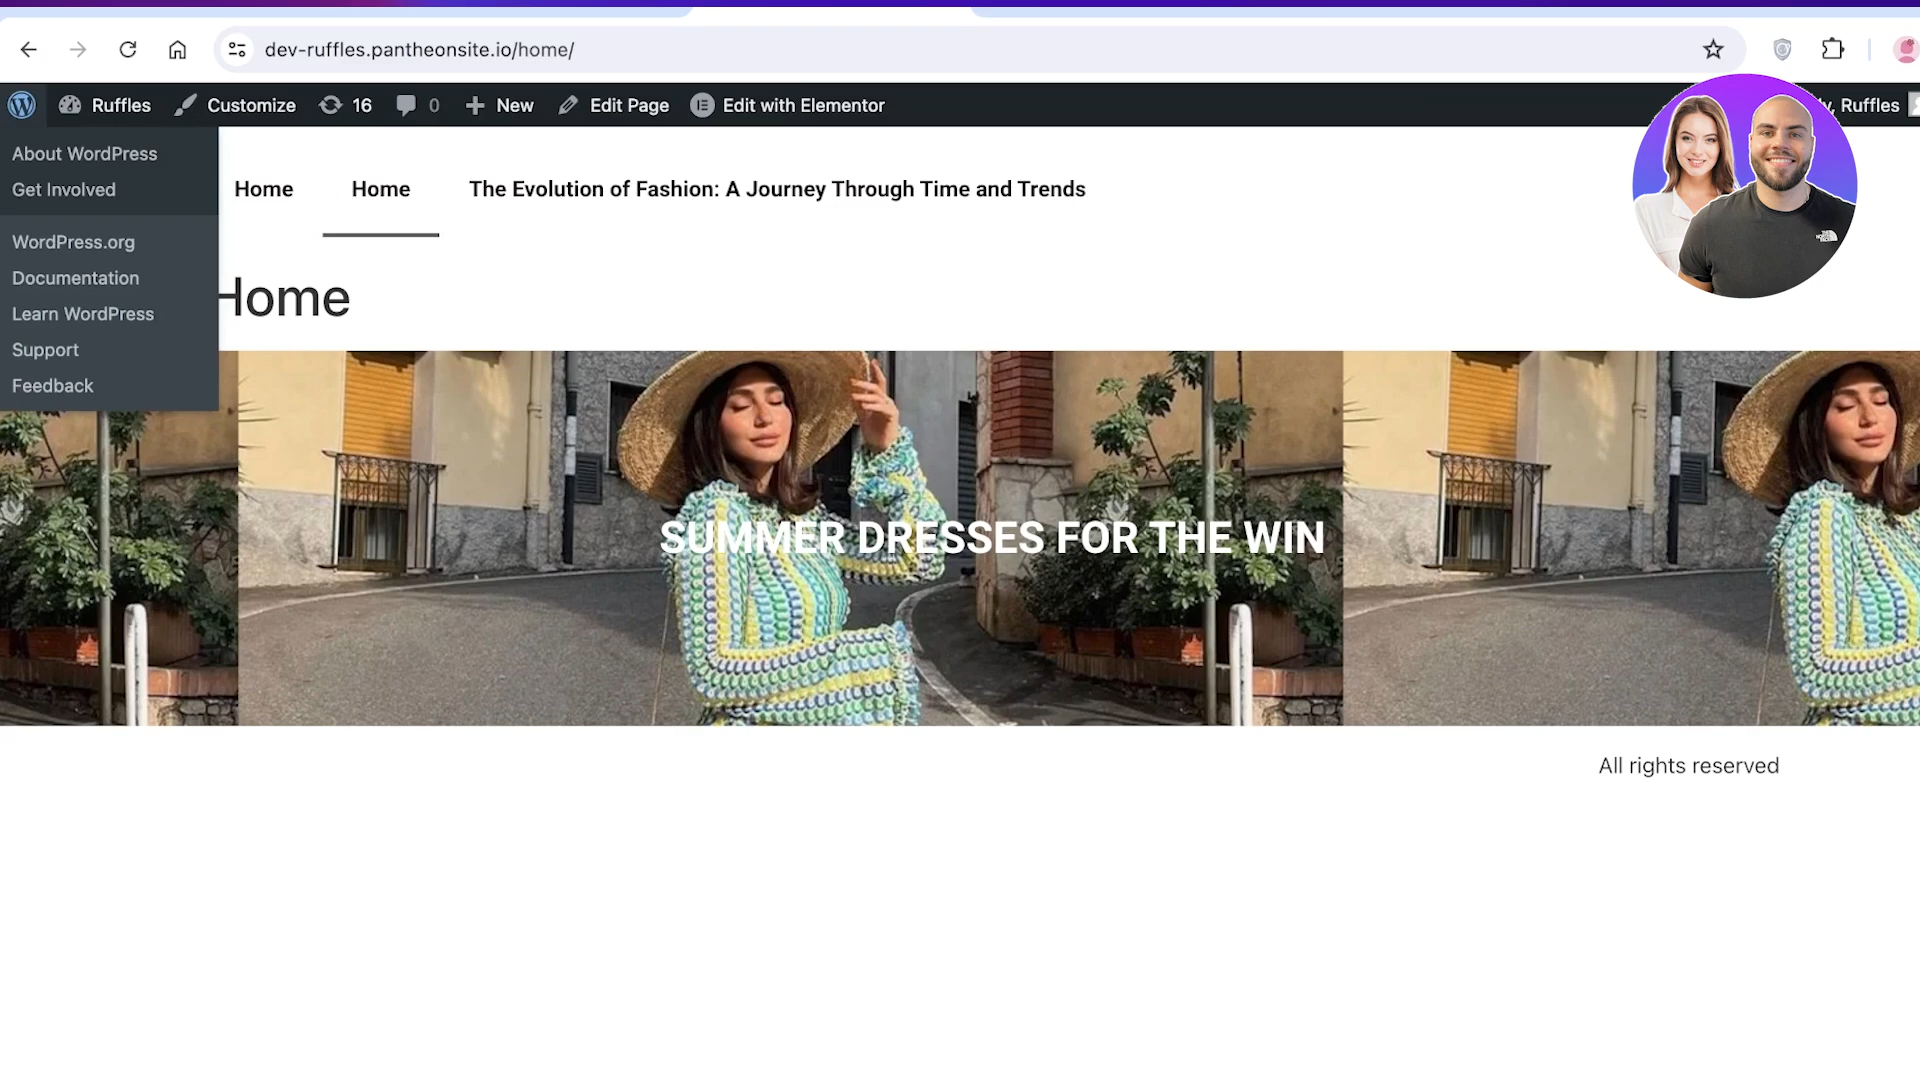 dev-ruffles.pantheonsite.io/home/
Ruffles Customize 16 0 New Edit Page Edit with Elementor Ruffles
About WordPress
Get Involved
WordPress.org
Documentation
Learn WordPress
Support
Feedback
Home Home The Evolution of Fashion: A Journey Through Time and Trends
Home
SUMMER DRESSES FOR THE WIN
All rights reserved